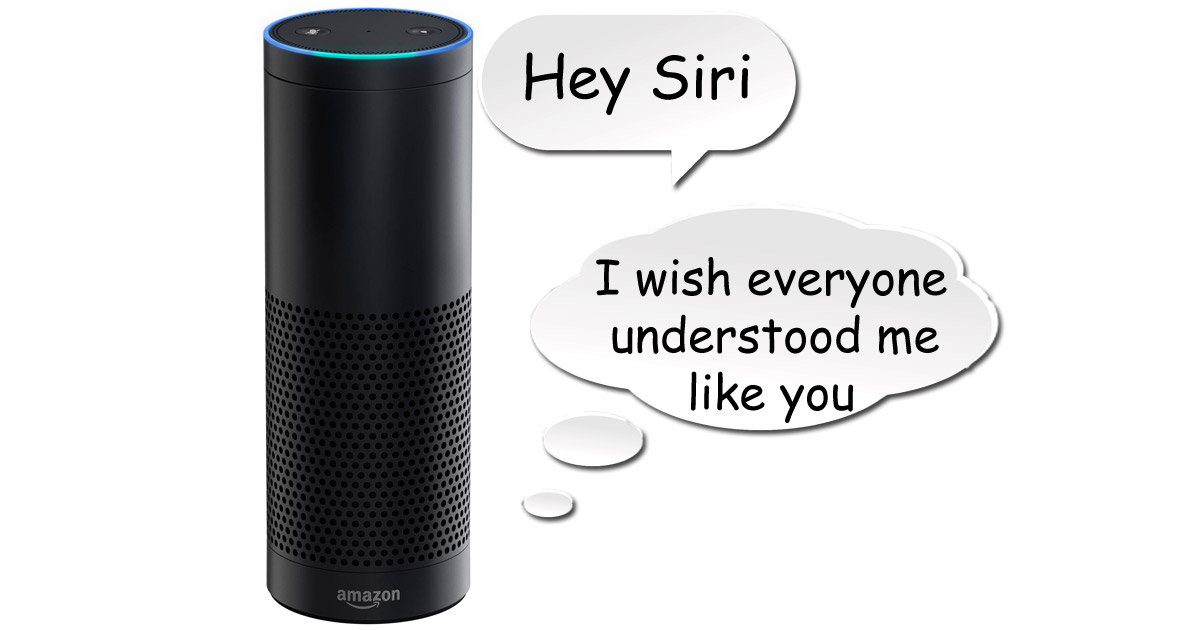 Hey Siri
I wish everyone
understood me
like you
amazon